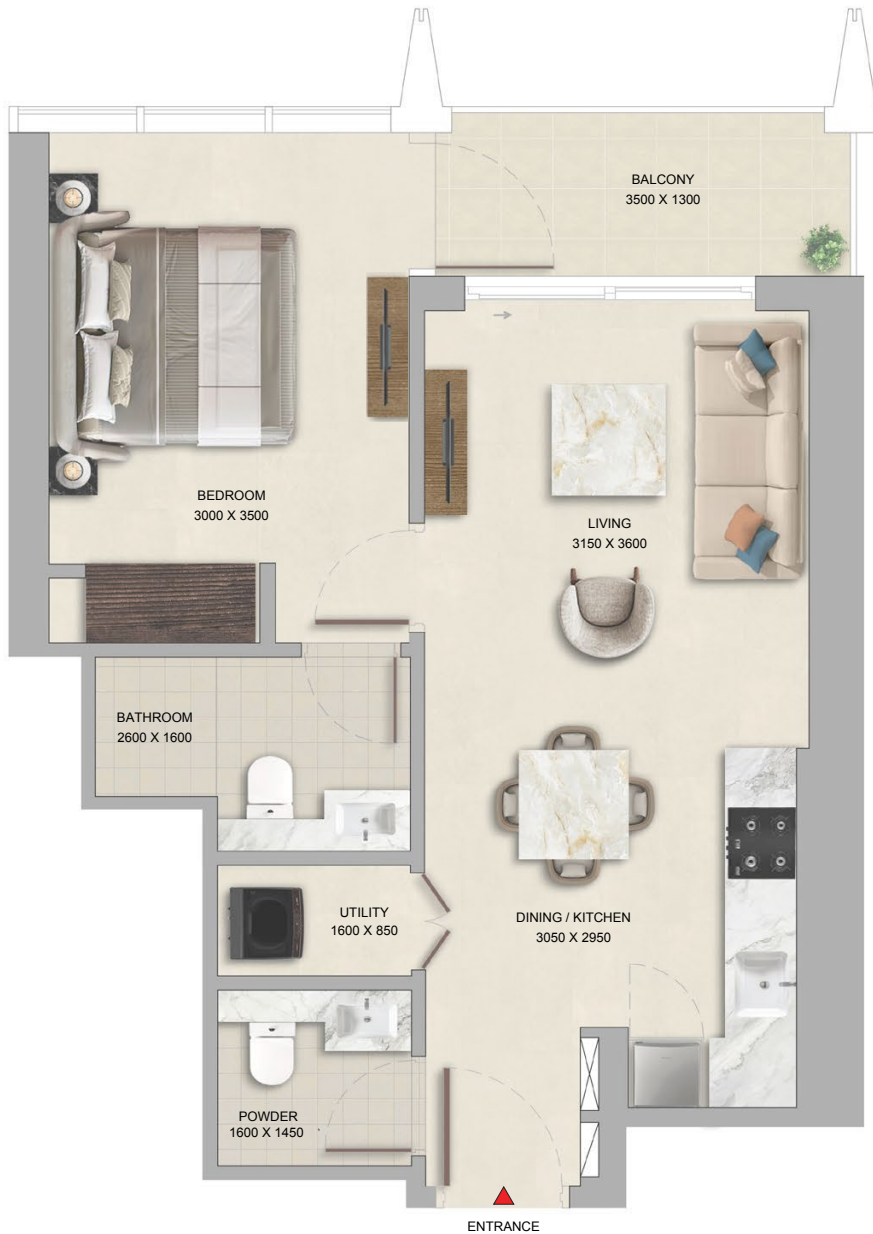 BALCONY
3500 X 1300
BEDROOM
3000 X 3500
LIVING
3150 X 3600
BATHROOM
2600 X 1600
UTILITY
1600 X 850
DINING / KITCHEN
3050 X 2950
POWDER
1600 X 1450
ENTRANCE